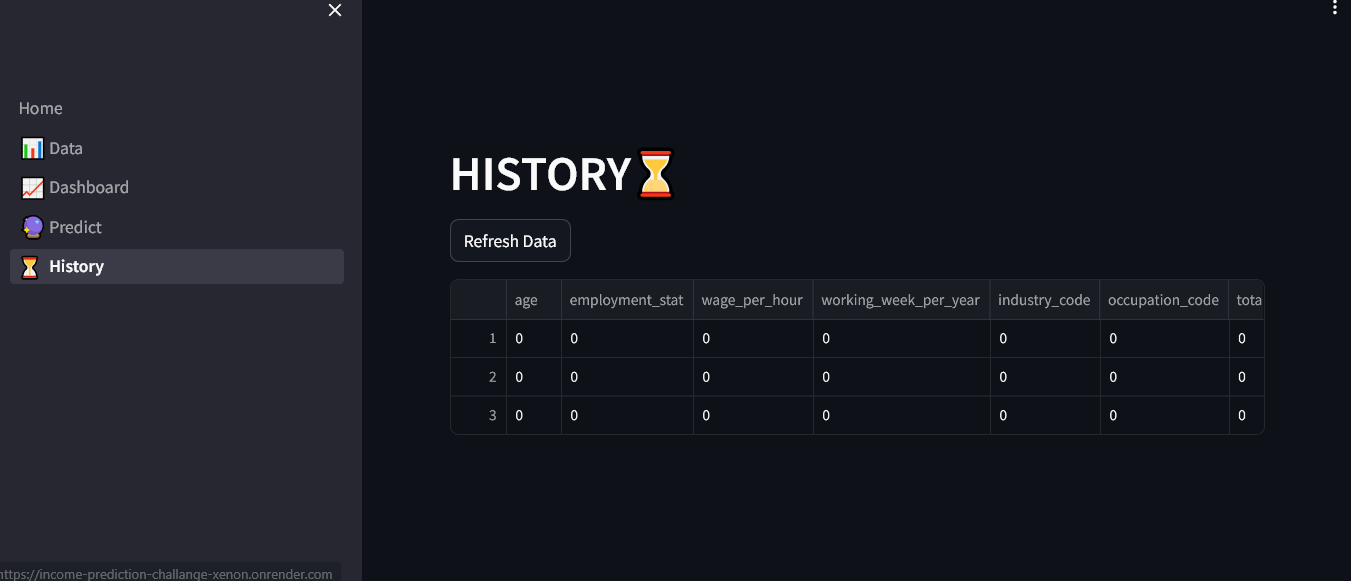 Home
Data
Dashboard
Predict
History
HISTORY
Refresh Data
age employment_stat wage_per_hour working_week_per_year industry_code occupation_code tota
1 0 0 0 0 0 0 0
2 0 0 0 0 0 0 0
3 0 0 0 0 0 0 0
https://income-prediction-challange-xenon.onrender.com